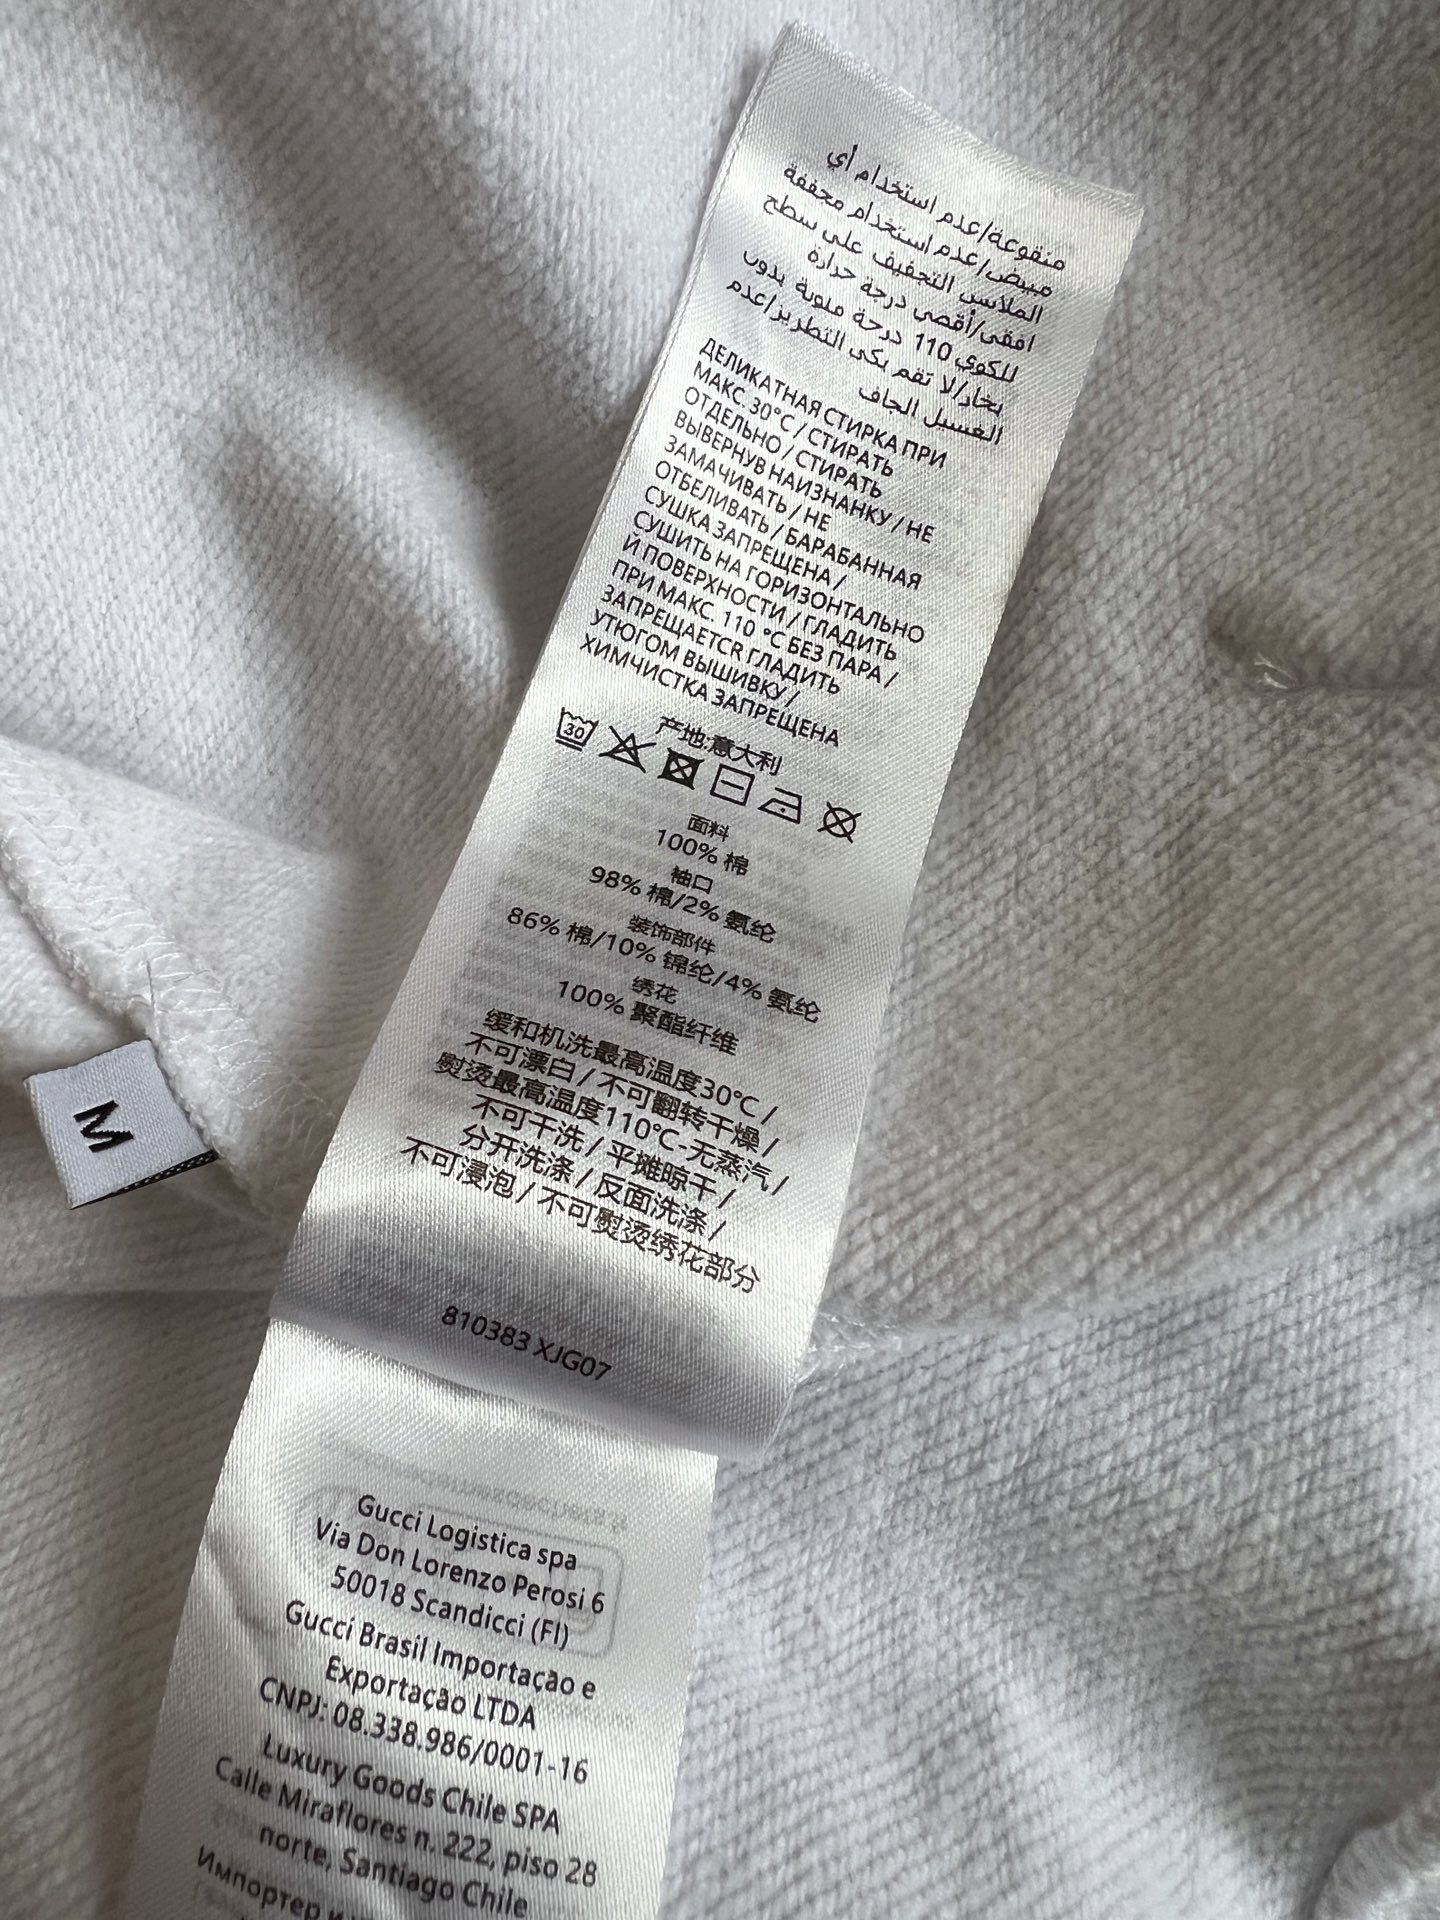 منقوعة/عدم استخدام أي
مبيض/عدم استخدام مجففة
الملابس التجفيف على سطح
افقي/أقصى درجة حرارة
للكوي 110 درجة مئوية بدون
بخار/لا تقم بكي التطريز/عدم
الغسيل الجاف
ДЕЛИКАТНАЯ СТИРКА ПРИ
МАКС 30°C / СТИРАТЬ
ОТДЕЛЬНО / СТИРАТЬ
ВЫВЕРНУВ НАИЗНАНКУ / НЕ
ЗАМАЧИВАТЬ / НЕ
ОТБЕЛИВАТЬ / БАРАБАННАЯ
СУШКА ЗАПРЕЩЕНА /
СУШИТЬ НА ГОРИЗОНТАЛЬНО
Й ПОВЕРХНОСТИ / ГЛАДИТЬ
ПРИ МАКС. 110 °C БЕЗ ПАРА /
ЗАПРЕЩАЕТСR ГЛАДИТЬ
УТЮГОМ ВЫШИВКУ /
ХИМЧИСТКА ЗАПРЕЩЕНА
产地:意大利
30
面料
100% 棉
袖口
98% 棉/2% 氨纶
装饰部件
86% 棉/10% 锦纶/4% 氨纶
绣花
100% 聚酯纤维
缓和机洗最高温度30℃ /
不可漂白 / 不可翻转干燥 /
熨烫最高温度110℃-无蒸汽 /
不可干洗 / 平摊晾干 /
分开洗涤 / 反面洗涤 /
不可浸泡 / 不可熨烫绣花部分
810383 XJG07
M
Gucci Logistica spa
Via Don Lorenzo Perosi 6
50018 Scandicci (FI)
Gucci Brasil Importação e
Exportação LTDA
CNPJ: 08.338.986/0001-16
Luxury Goods Chile SPA
Calle Miraflores n. 222, piso 28
norte, Santiago Chile
Импортер и